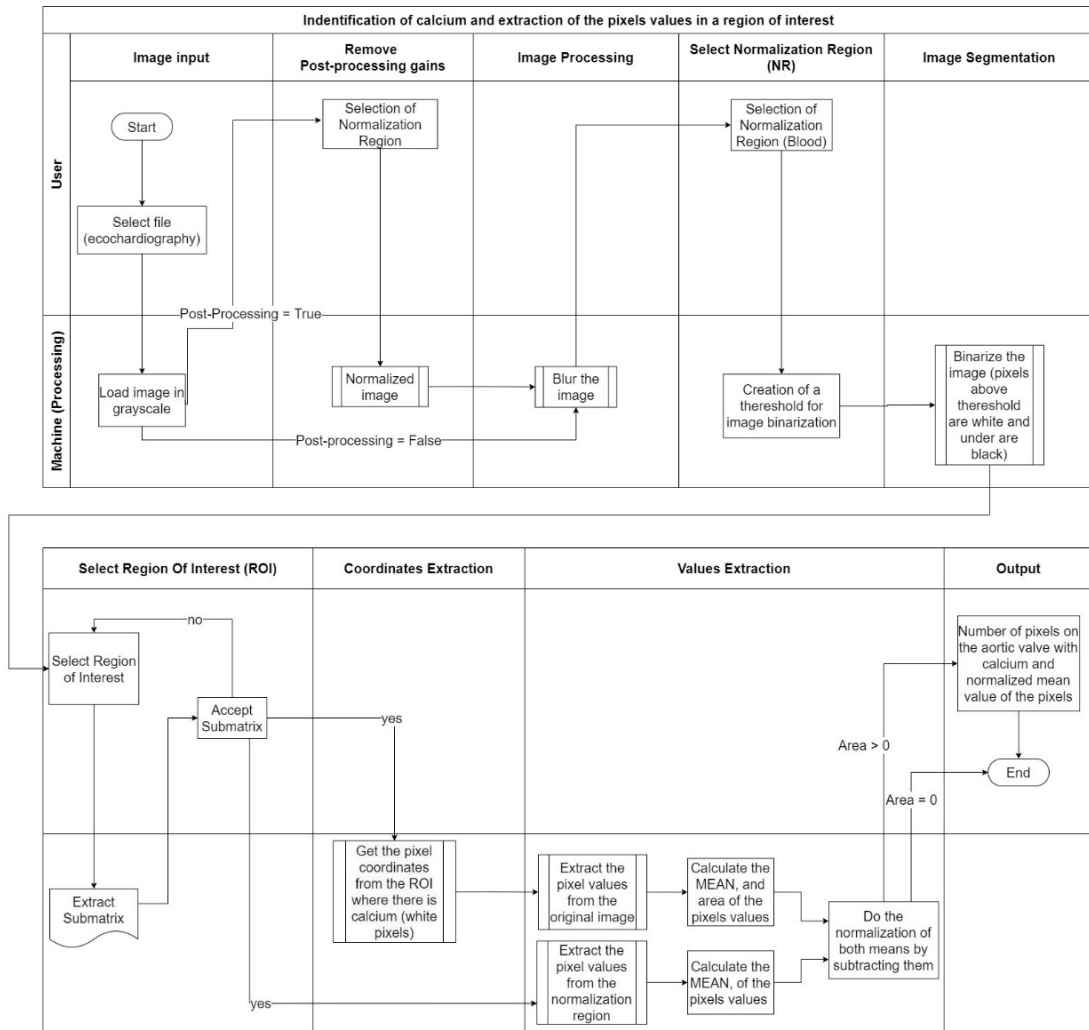 Indentification of calcium and extraction of the pixels values in a region of interest
Image input
Remove
Post-processing gains
Image Processing
Select Normalization Region
(NR)
Image Segmentation
User
Start
Selection of
Normalization
Region
Selection of
Normalization
Region (Blood)
Select file
(ecochardiography)
Post-Processing = True
Machine (Processing)
Load image in
grayscale
Normalized
image
Blur the
image
Creation of a
thereshold for
image binarization
Binarize the
image (pixels
above
thereshold
are white and
under are
black)
Post-processing = False
Select Region Of Interest (ROI)
Coordinates Extraction
Values Extraction
Output
no
Select Region
of Interest
Accept
Submatrix
yes
Number of pixels on
the aortic valve with
calcium and
normalized mean
value of the pixels
Area > 0
End
Area = 0
Extract
Submatrix
Get the pixel
coordinates
from the ROI
where there is
calcium (white
pixels)
Extract the
pixel values
from the
original image
Calculate the
MEAN, and
area of the
pixels values
Do the
normalization of
both means by
subtracting them
yes
Extract the
pixel values
from the
normalization
region
Calculate the
MEAN, of the
pixels values